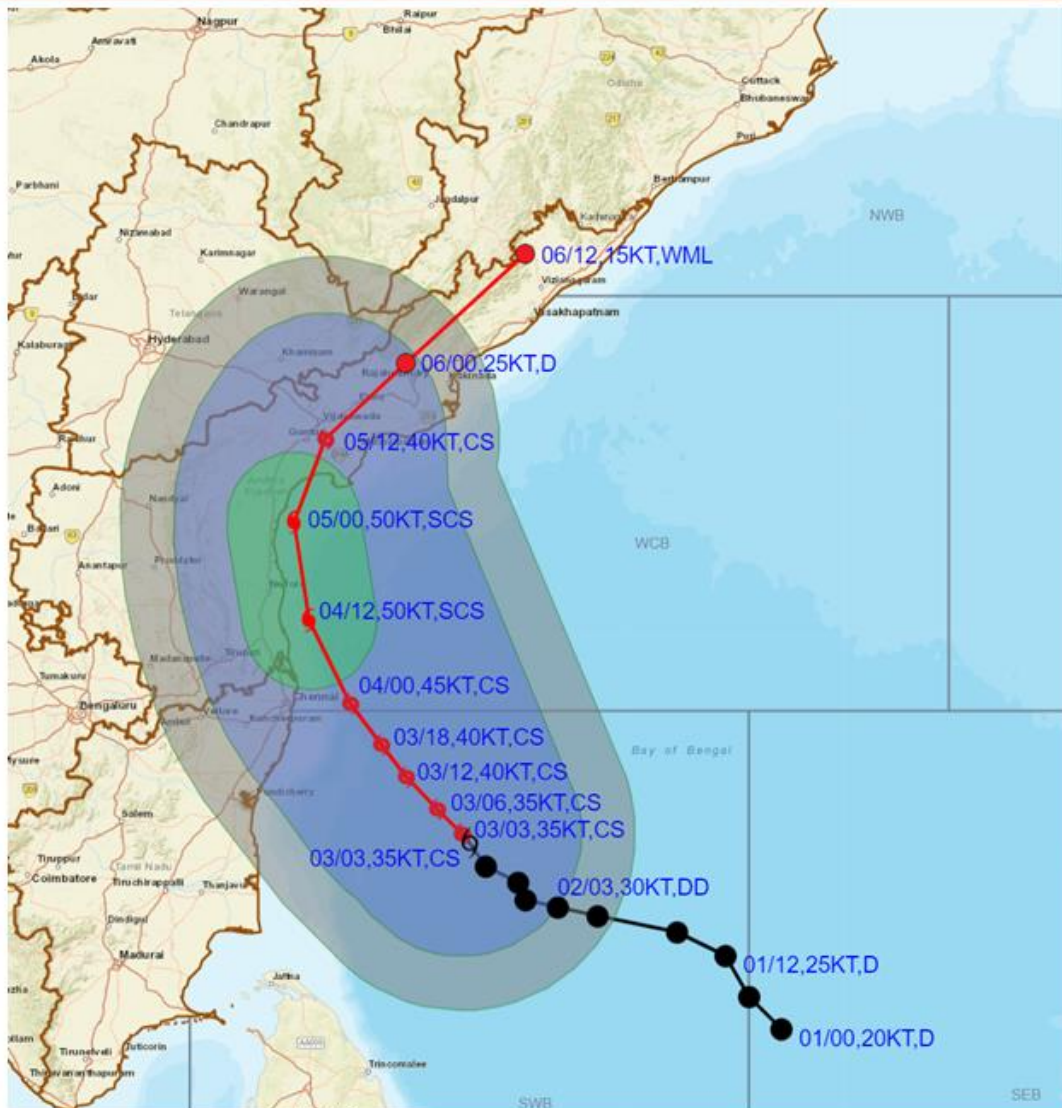 Nagpur
Raipur
Bhilai
Amravati
Akola
Odisha
Cuttack
Bhubaneswar
Puri
Chandrapur
Parbhani
Jagdalpur
Berhampur
NWB
Nizamabad
Karimnagar
06/12,15KT,WML
Vizianagaram
Warangal
Visakhapatnam
Bidar
Telangana
Hyderabad
Kalaburagi
Khammam
06/00,25KT,D
Rajahmundry
Kakinada
Eluru
Vijayawada
Guntur
05/12,40KT,CS
Raichur
Adoni
Nandyal
05/00,50KT,SCS
WCB
Ballari
Anantapur
Proddatur
Nellore
04/12,50KT,SCS
Madanapalle
Tirupati
Tumakuru
Bengaluru
Chennai
04/00,45KT,CS
Vellore
Kanchipuram
03/18,40KT,CS
Bay of Bengal
Mysuru
03/12,40KT,CS
Puducherry
03/06,35KT,CS
Salem
03/03,35KT,CS
03/03,35KT,CS
Tiruppur
Tamil Nadu
Coimbatore
Tiruchirappalli
Thanjavur
02/03,30KT,DD
Dindigul
Madurai
01/12,25KT,D
Jaffna
01/00,20KT,D
Tirunelveli
Tuticorin
Thiruvananthapuram
Trincomalee
SWB
SEB